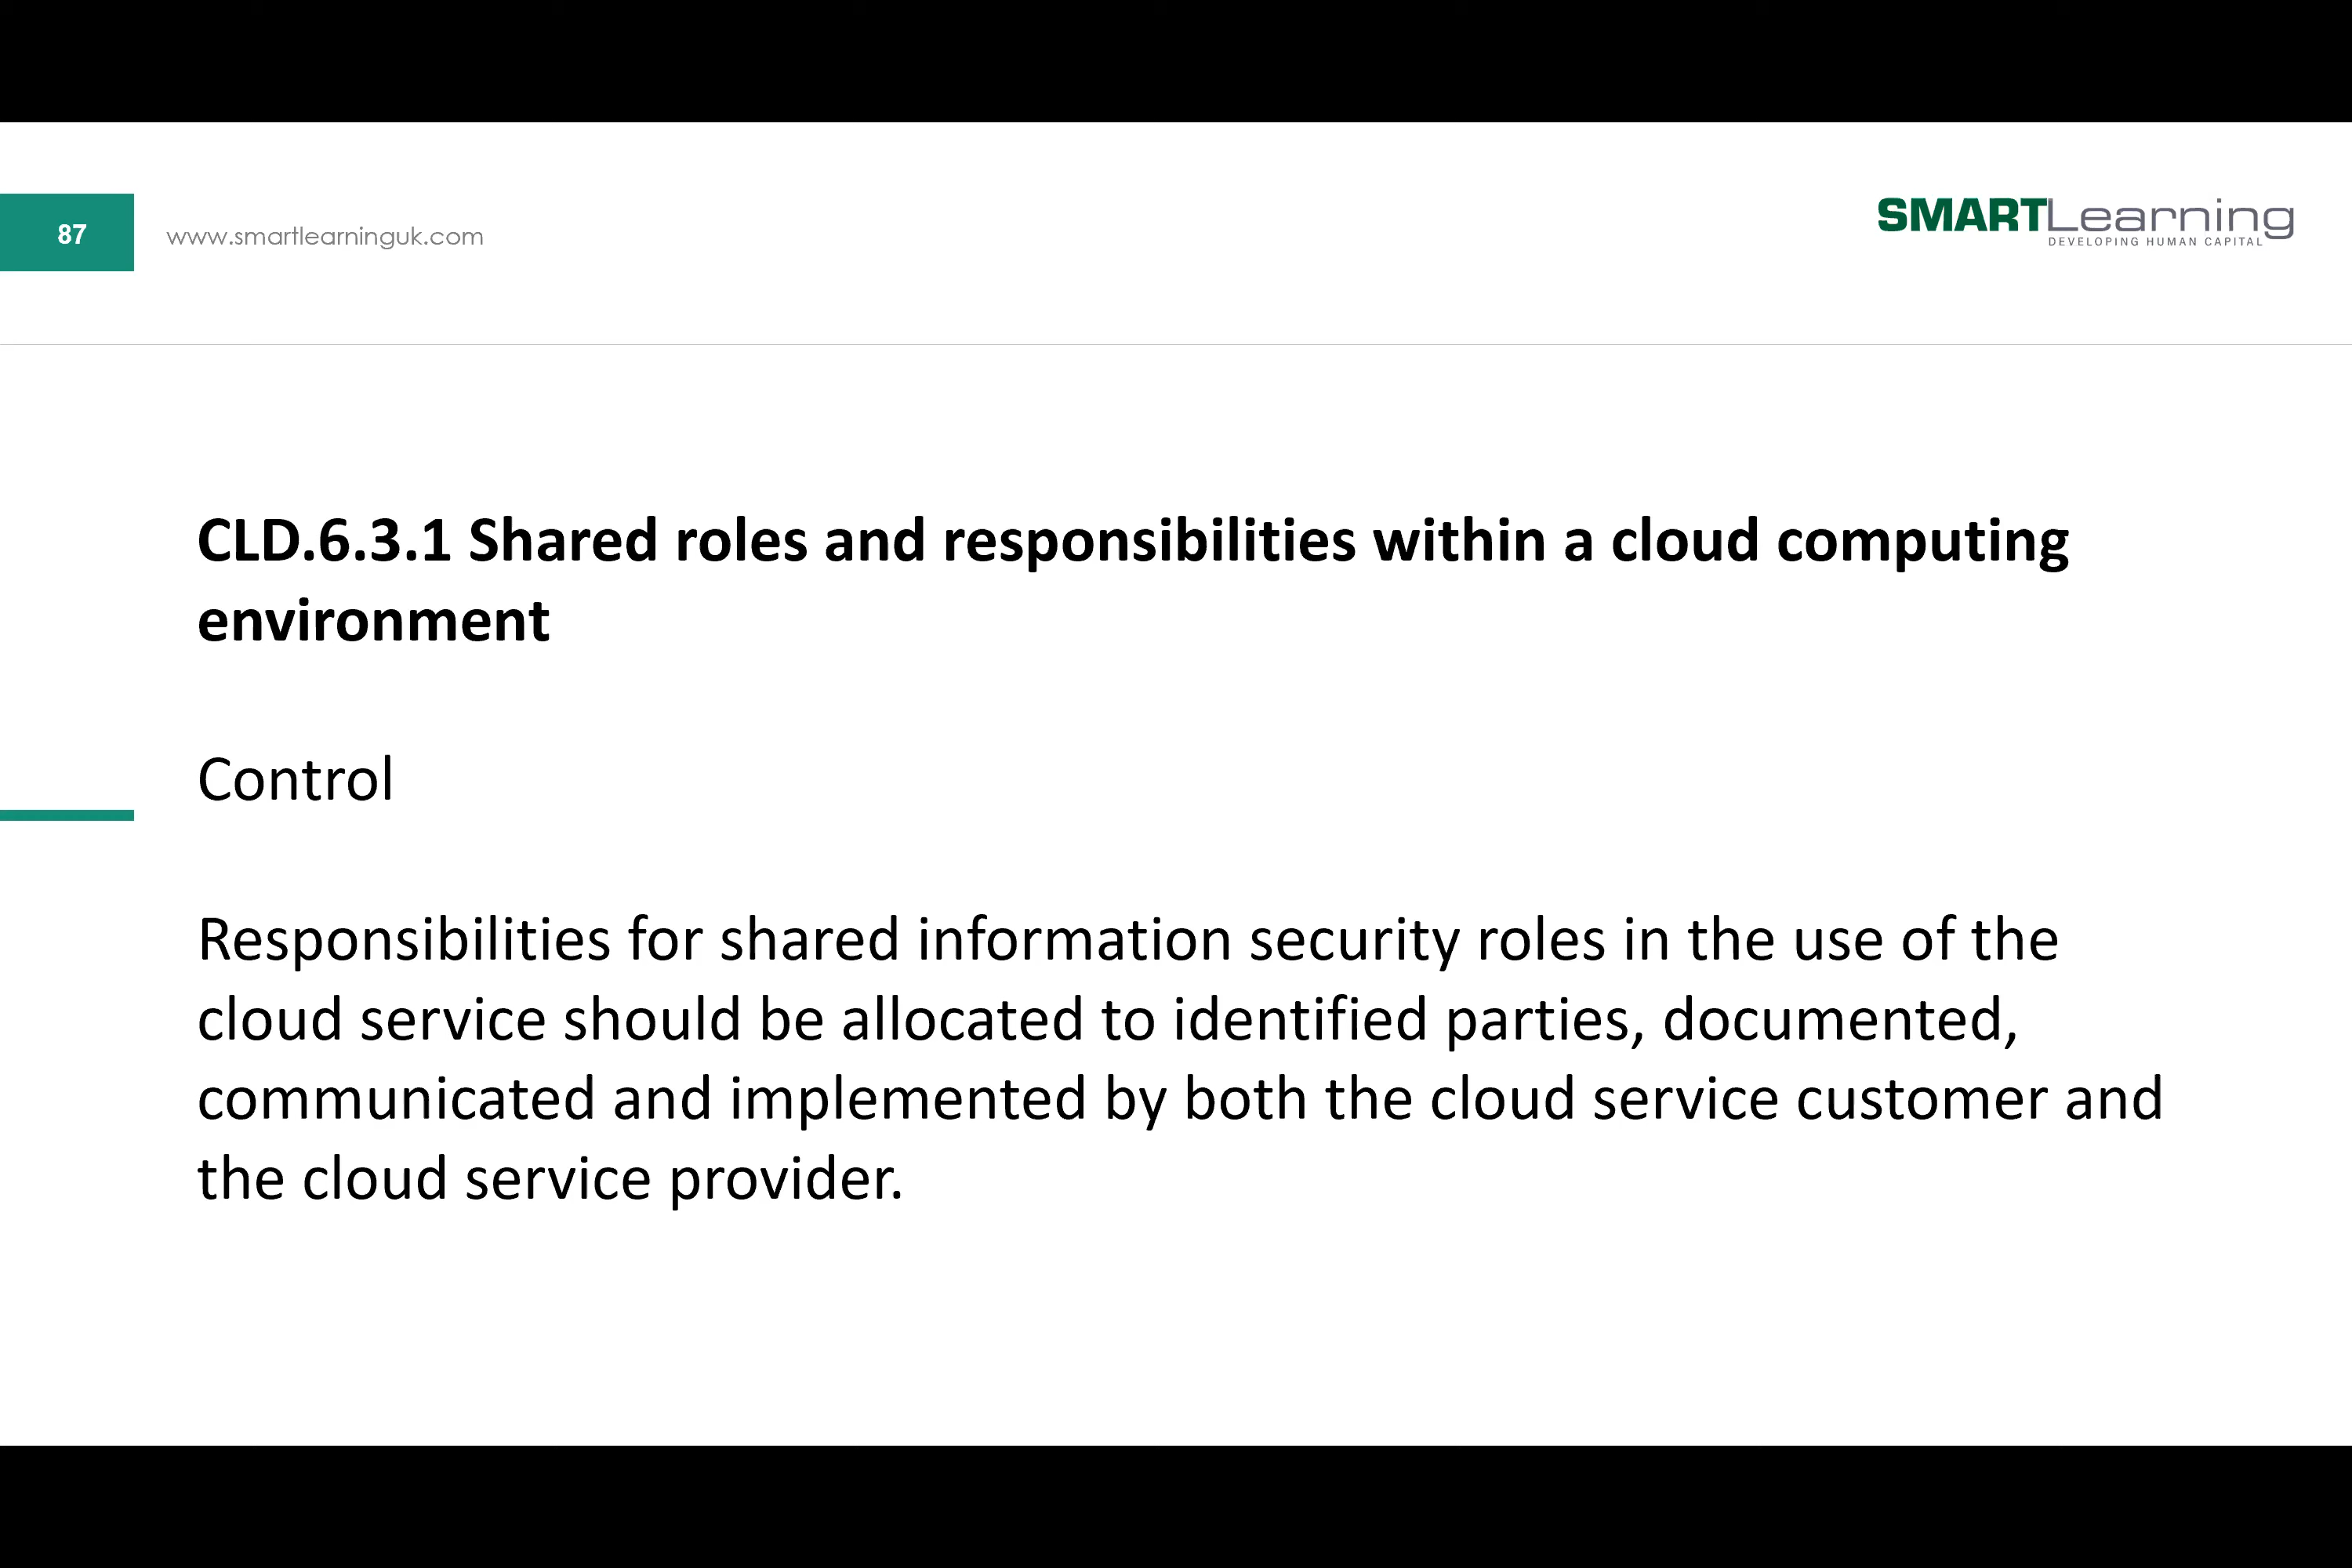 87
www.smartlearninguk.com
SMARTLearning
DEVELOPING HUMAN CAPITAL
CLD.6.3.1 Shared roles and responsibilities within a cloud computing
environment
Control
Responsibilities for shared information security roles in the use of the
cloud service should be allocated to identified parties, documented,
communicated and implemented by both the cloud service customer and
the cloud service provider.